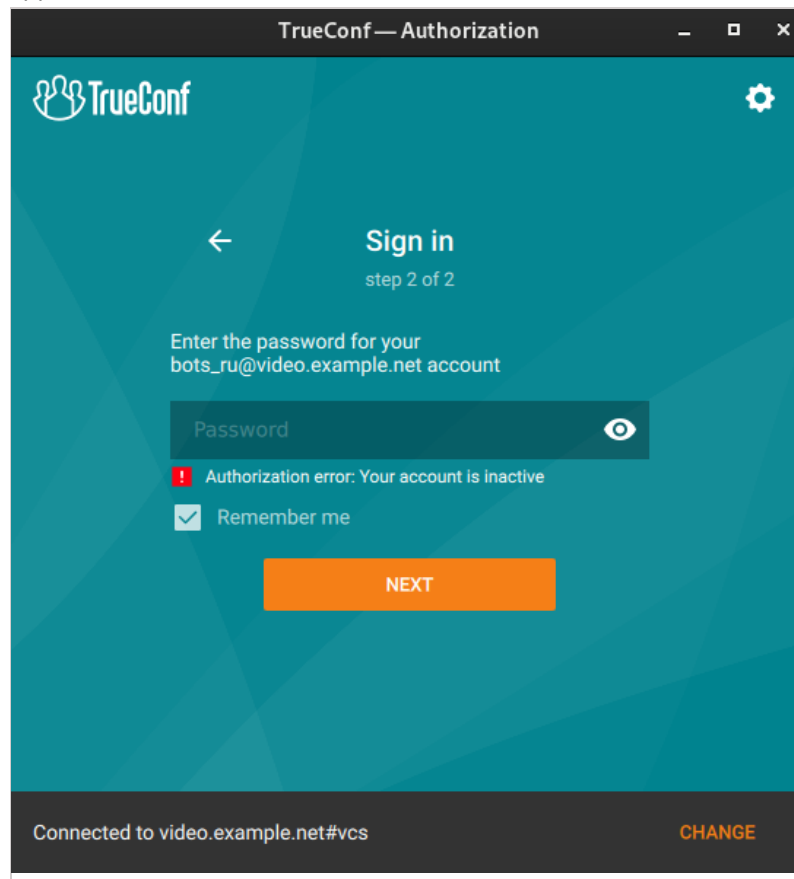 TrueConf — Authorization
TrueConf
Sign in
step 2 of 2
Enter the password for your
bots_ru@video.example.net account
Password
Authorization error: Your account is inactive
Remember me
NEXT
Connected to video.example.net#vcs
CHANGE